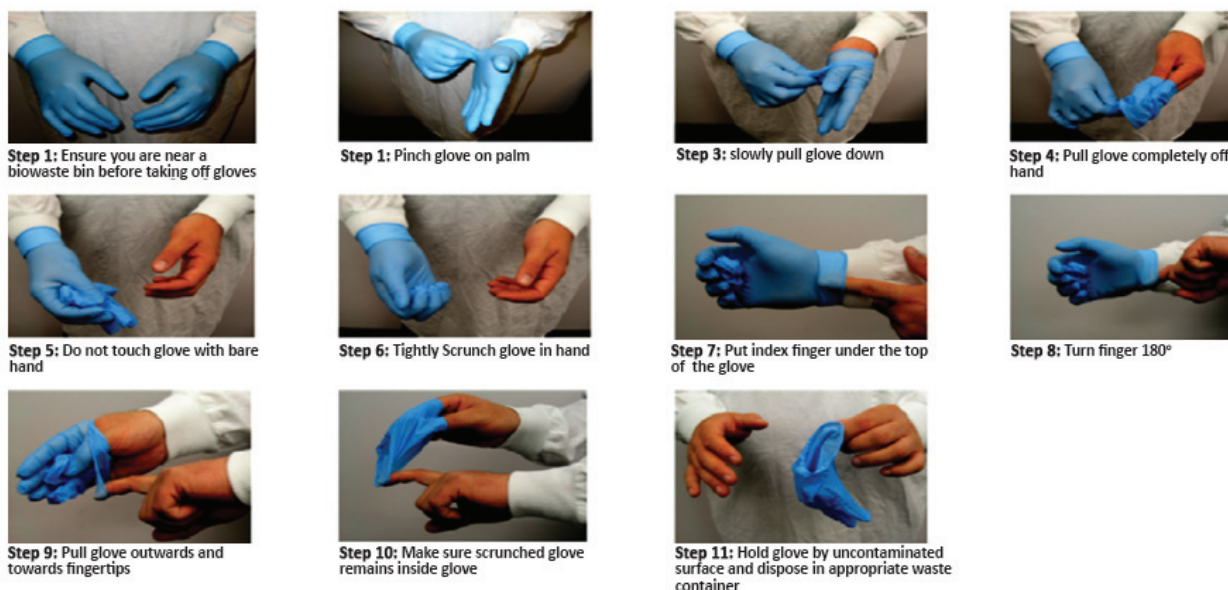 Step 1: Ensure you are near a
biowaste bin before taking off gloves
Step 1: Pinch glove on palm
Step 3: slowly pull glove down
Step 4: Pull glove completely off
hand
Step 5: Do not touch glove with bare
hand
Step 6: Tightly Scrunch glove in hand
Step 7: Put index finger under the top
of the glove
Step 8: Turn finger 180°
Step 9: Pull glove outwards and
towards fingertips
Step 10: Make sure scrunched glove
remains inside glove
Step 11: Hold glove by uncontaminated
surface and dispose in appropriate waste
container